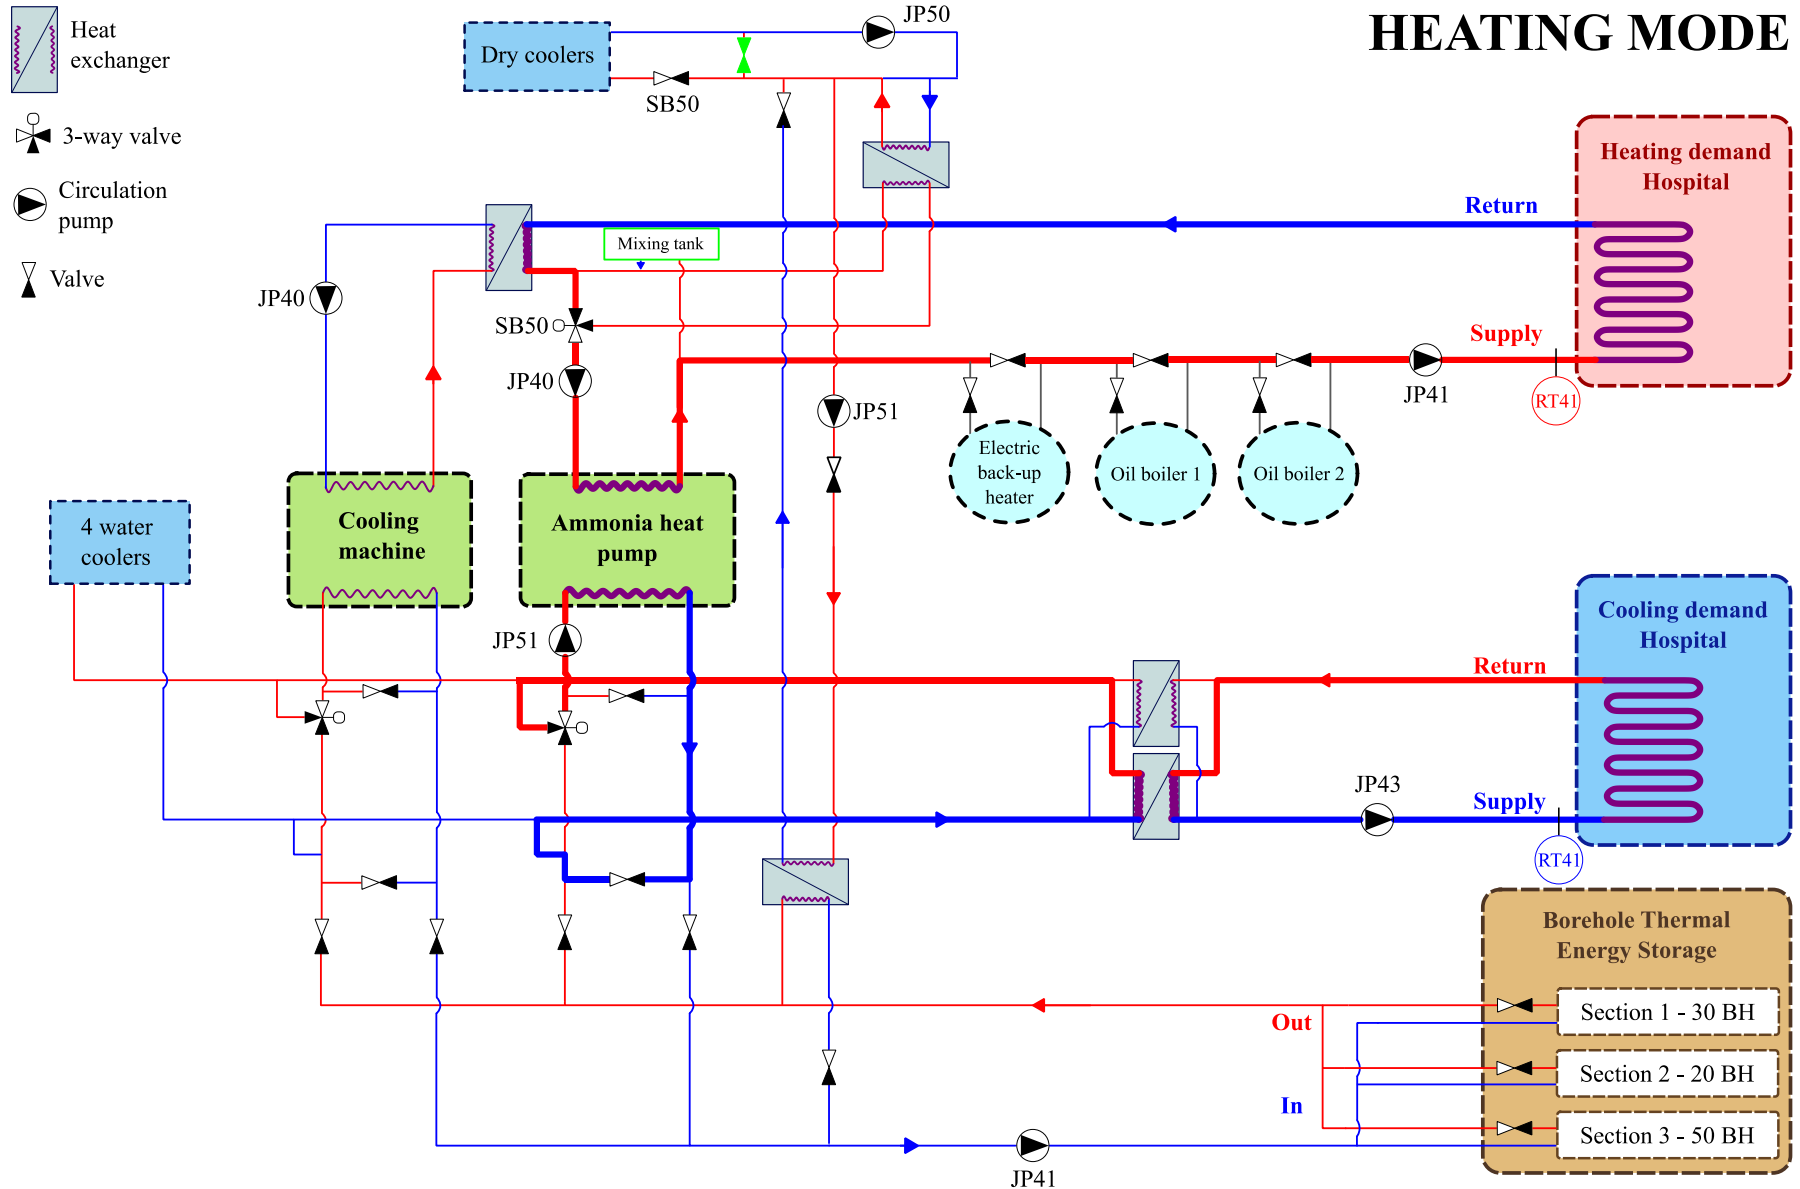 HEATING MODE
Heat
exchanger
3-way valve
Circulation
pump
Valve
Dry coolers
JP50
SB50
Heating demand
Hospital
Return
Mixing tank
JP40
SB50
Supply
JP40
JP41
RT41
JP51
Electric
back-up
heater
Oil boiler 1
Oil boiler 2
4 water
coolers
Cooling
machine
Ammonia heat
pump
Cooling demand
Hospital
JP51
Return
JP43
Supply
RT41
Borehole Thermal
Energy Storage
Section 1 - 30 BH
Out
Section 2 - 20 BH
In
Section 3 - 50 BH
JP41